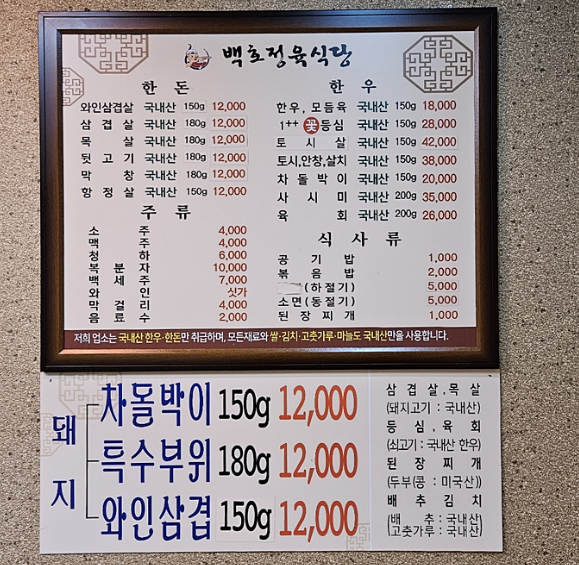 백호정육식당
한돈
와인삼겹살 국내산 150g 12,000
삼겹살 국내산 180g 12,000
목살 국내산 180g 12,000
뒷고기 국내산 180g 12,000
막창 국내산 180g 12,000
항정살 국내산 150g 12,000
주류
소주 4,000
맥주 4,000
청하 6,000
복분자 10,000
백세주 7,000
와인 싯가
막걸리 4,000
음료수 2,000
한우
한우, 모듬육 국내산 150g 18,000
1++ 꽃등심 국내산 150g 28,000
토시살 국내산 150g 42,000
토시,안창,살치 국내산 150g 38,000
차돌박이 국내산 150g 20,000
사시미 국내산 200g 35,000
육회 국내산 200g 26,000
식사류
공기밥 1,000
볶음밥 2,000
(하절기) 5,000
소면(동절기) 5,000
된장찌개 1,000
저희 업소는 국내산 한우·한돈만 취급하며, 모든재료와 쌀·김치·고춧가루·마늘도 국내산만을 사용합니다.
돼지
차돌박이 150g 12,000
특수부위 180g 12,000
와인삼겹 150g 12,000
삼겹살,목살
(돼지고기 : 국내산)
등심,육회
(쇠고기 : 국내산 한우)
된장찌개
(두부(콩 : 미국산))
배추김치
(배추 : 국내산)
(고춧가루 : 국내산)